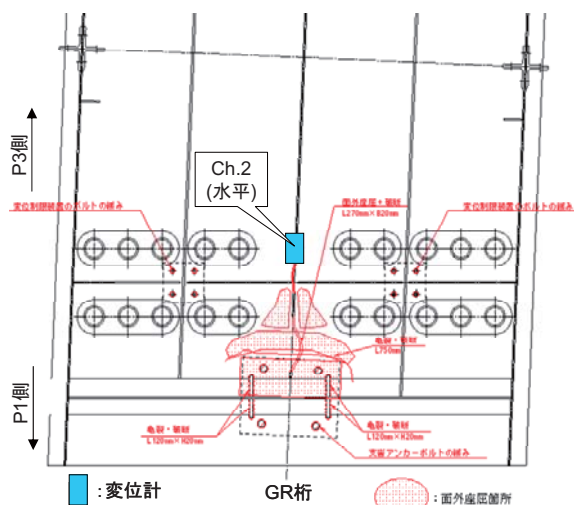 P3側
Ch.2
(水平)
変位制限装置のボルトの緩み
面外座屈・破断
L270mm×B20mm
変位制限装置のボルトの緩み
亀裂・破断
L750mm
P1側
亀裂・破断
L120mm×H20mm
亀裂・破断
L120mm×H20mm
支承アンカーボルトの緩み
:変位計
GR桁
:面外座屈箇所